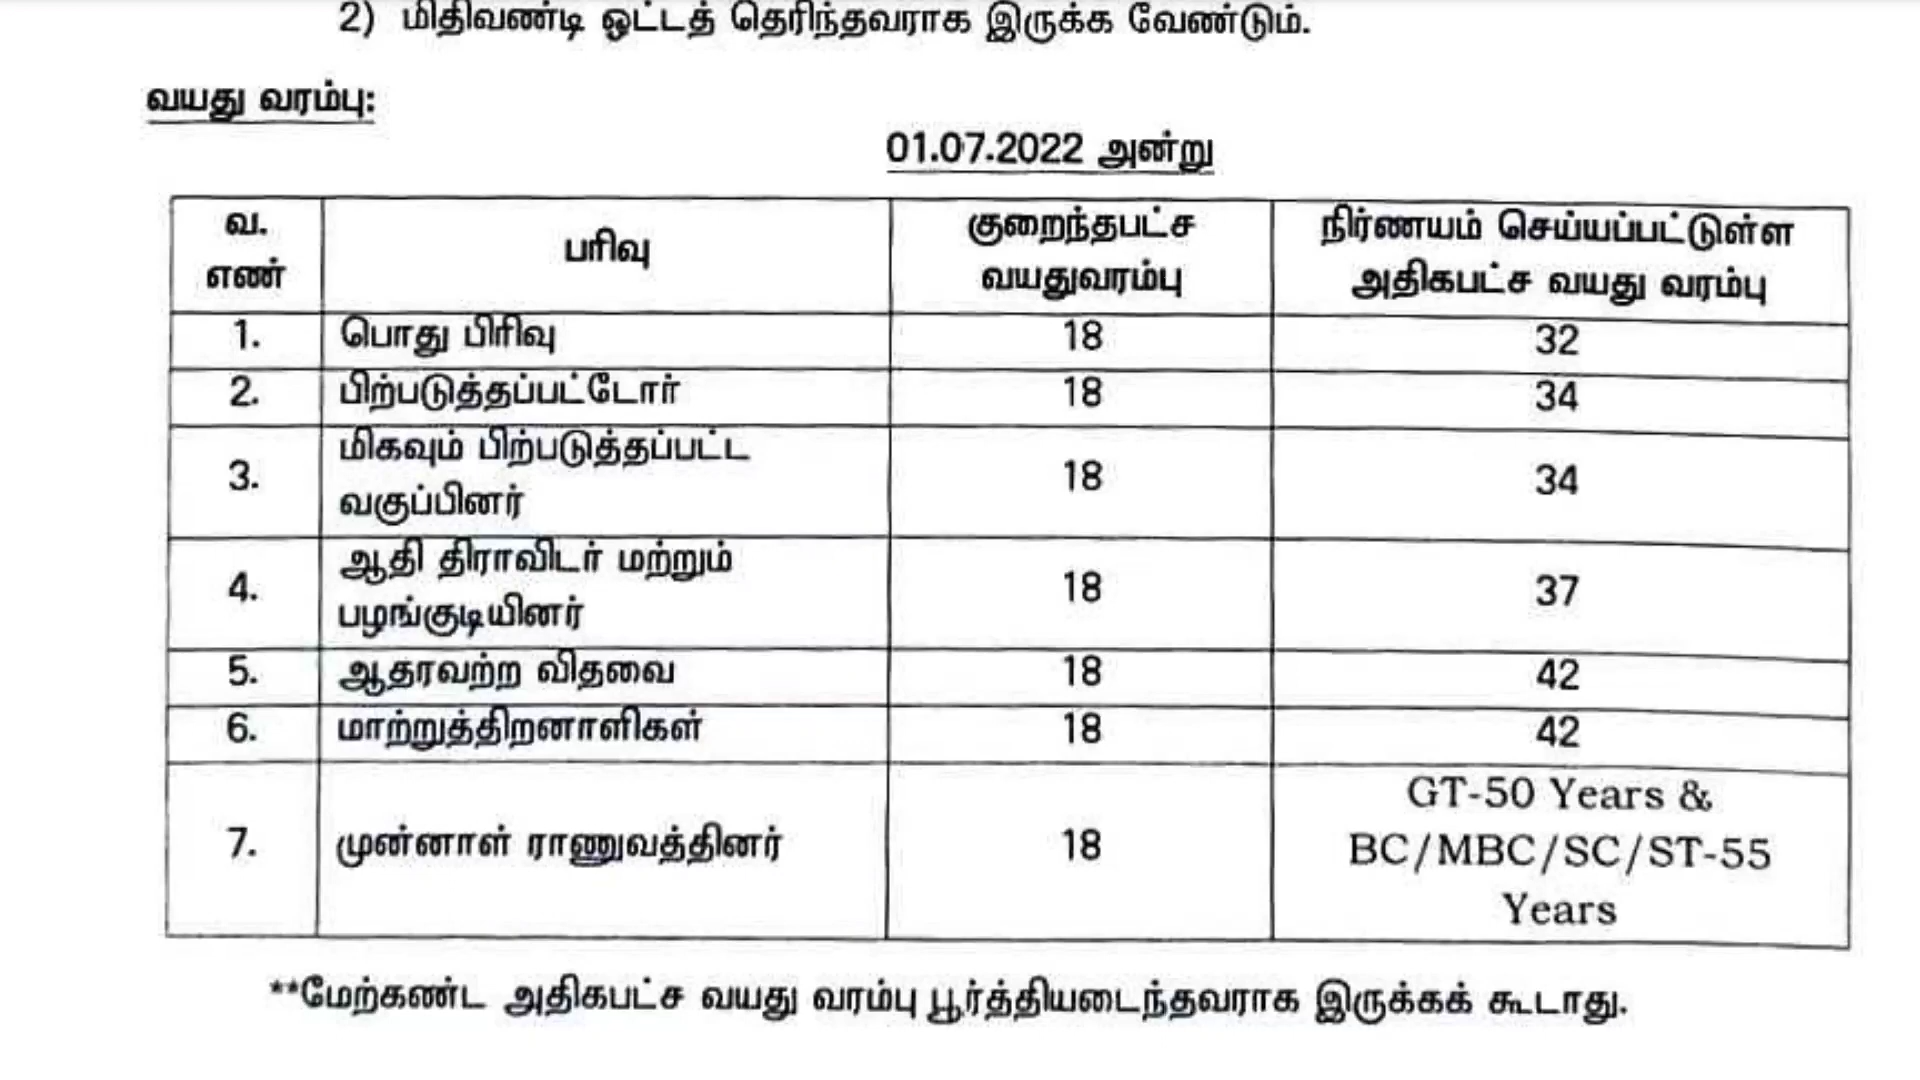 2) மிதிவண்டி ஓட்டத் தெரிந்தவராக இருக்க வேண்டும்.
வயது வரம்பு:
01.07.2022 அன்று
வ. எண்
பரிவு
குறைந்தபட்ச வயதுவரம்பு
நிர்ணயம் செய்யப்பட்டுள்ள அதிகபட்ச வயது வரம்பு
1. பொது பிரிவு 18 32
2. பிற்படுத்தப்பட்டோர் 18 34
3. மிகவும் பிற்படுத்தப்பட்ட வகுப்பினர் 18 34
4. ஆதி திராவிடர் மற்றும் பழங்குடியினர் 18 37
5. ஆதரவற்ற விதவை 18 42
6. மாற்றுத்திறனாளிகள் 18 42
7. முன்னாள் ராணுவத்தினர் 18 GT-50 Years & BC/MBC/SC/ST-55 Years
**மேற்கண்ட அதிகபட்ச வயது வரம்பு பூர்த்தியடைந்தவராக இருக்கக் கூடாது.